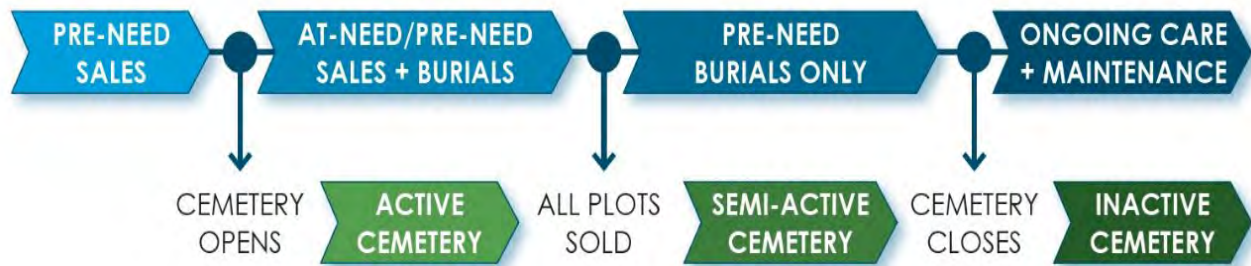 PRE-NEED
SALES
AT-NEED/PRE-NEED
SALES + BURIALS
PRE-NEED
BURIALS ONLY
ONGOING CARE
+ MAINTENANCE
CEMETERY
OPENS
ACTIVE
CEMETERY
ALL PLOTS
SOLD
SEMI-ACTIVE
CEMETERY
CEMETERY
CLOSES
INACTIVE
CEMETERY